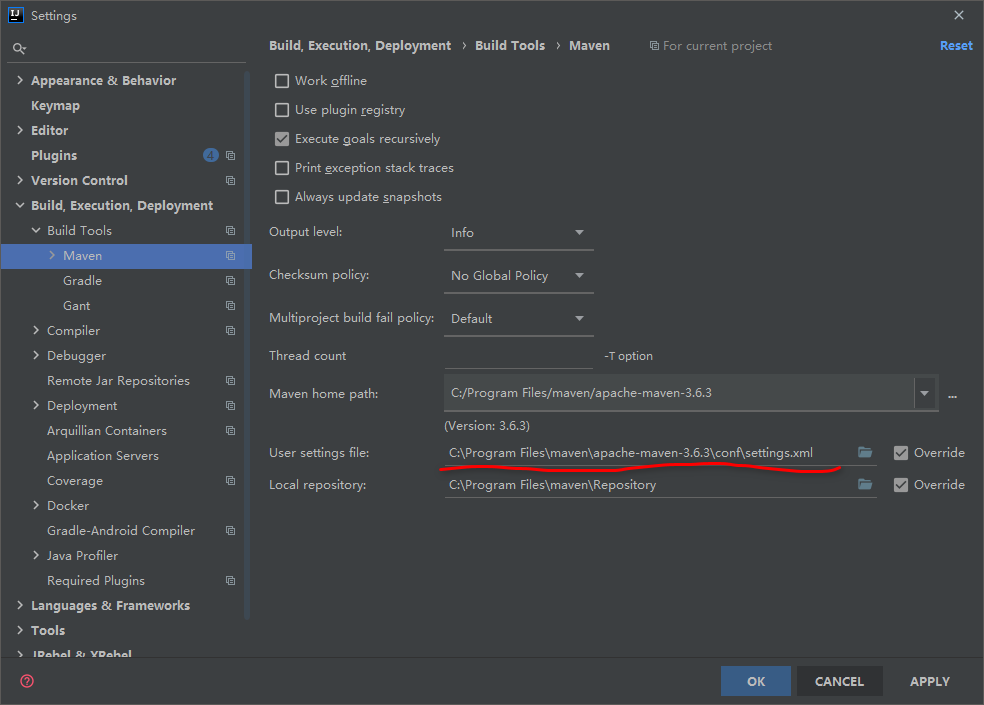 Settings
Appearance & Behavior
Keymap
Editor
Plugins 4
Version Control
Build, Execution, Deployment
Build Tools
Maven
Gradle
Gant
Compiler
Debugger
Remote Jar Repositories
Deployment
Arquillian Containers
Application Servers
Coverage
Docker
Gradle-Android Compiler
Java Profiler
Required Plugins
Languages & Frameworks
Tools
JRebel & XRebel
Build, Execution, Deployment › Build Tools › Maven For current project Reset
Work offline
Use plugin registry
Execute goals recursively
Print exception stack traces
Always update snapshots
Output level: Info
Checksum policy: No Global Policy
Multiproject build fail policy: Default
Thread count -T option
Maven home path: C:/Program Files/maven/apache-maven-3.6.3 ...
(Version: 3.6.3)
User settings file: C:\Program Files\maven\apache-maven-3.6.3\conf\settings.xml Override
Local repository: C:\Program Files\maven\Repository Override
? OK CANCEL APPLY